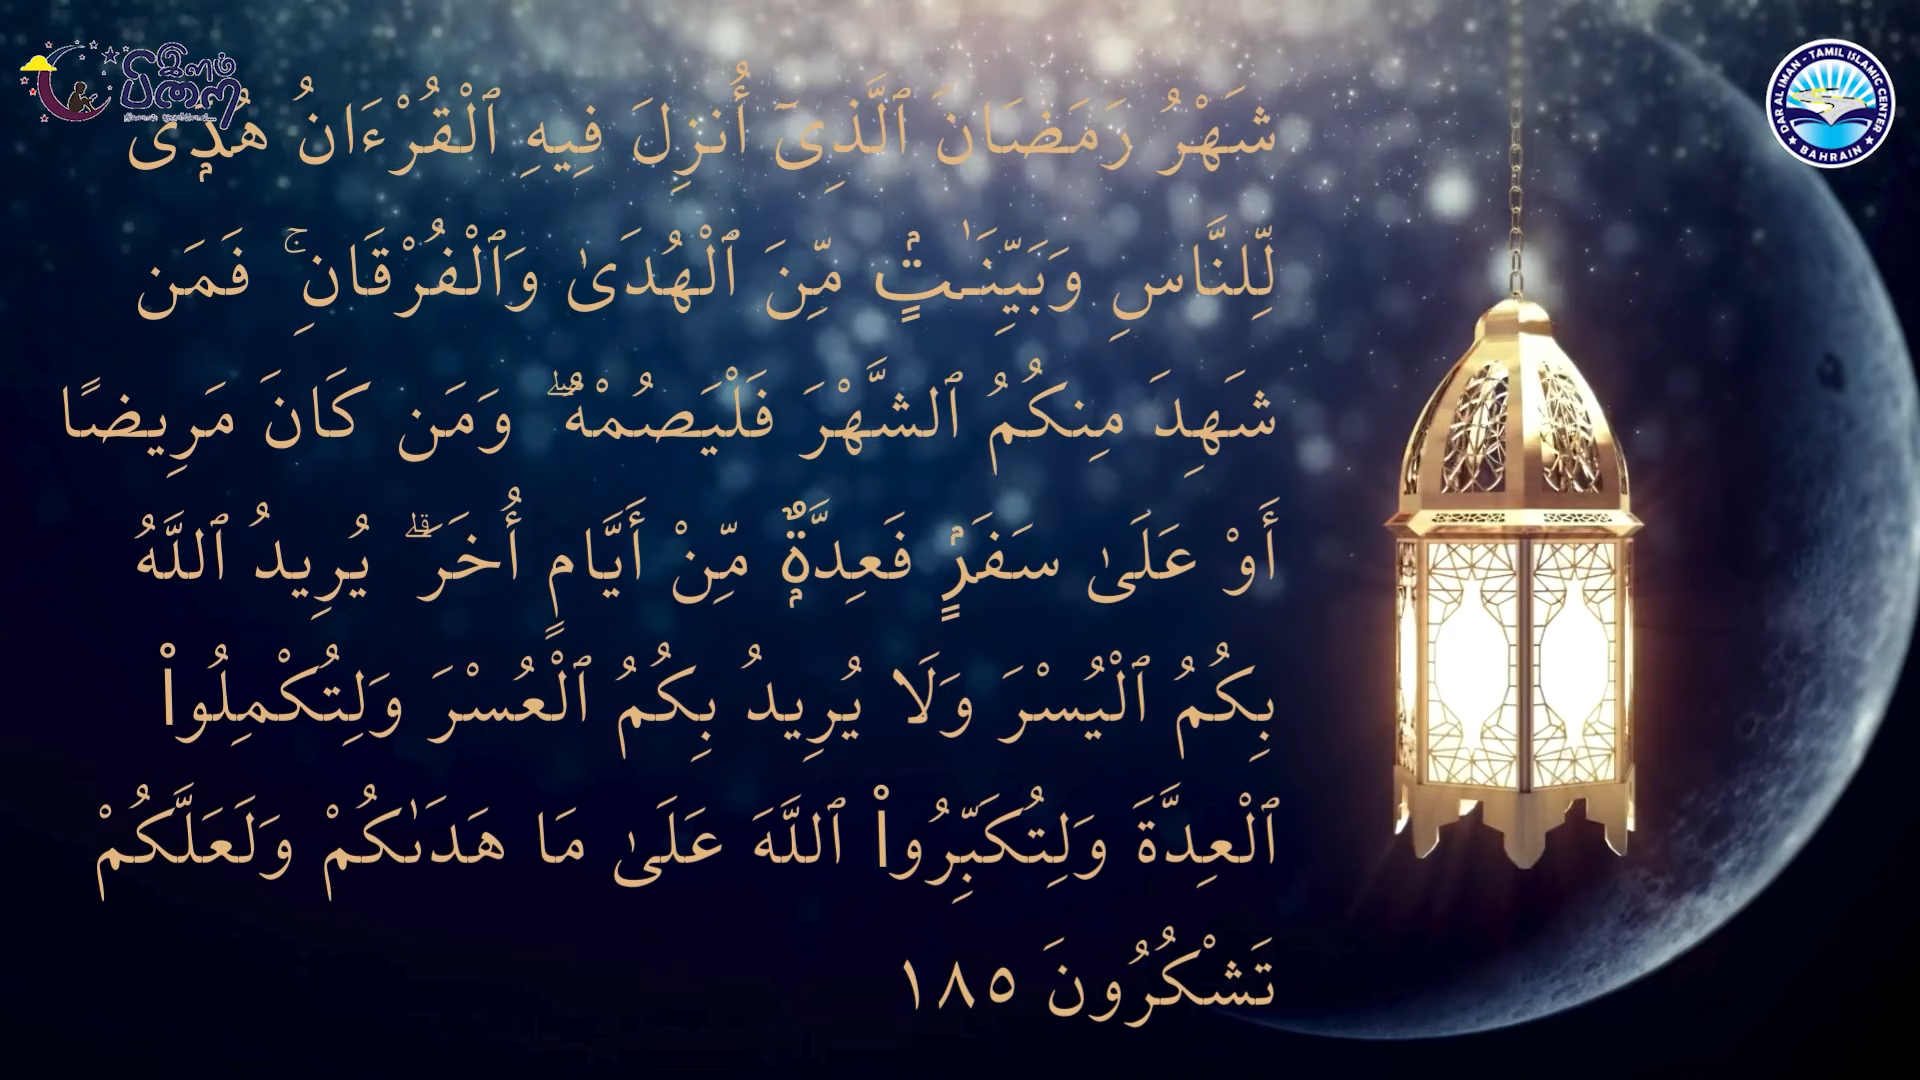 இளம் பிறை
DAR AL IMAN - TAMIL ISLAMIC CENTER
★ BAHRAIN ★
شَهْرُ رَمَضَانَ ٱلَّذِىٓ أُنزِلَ فِيهِ ٱلْقُرْءَانُ هُدًۭى
لِّلنَّاسِ وَبَيِّنَـٰتٍۢ مِّنَ ٱلْهُدَىٰ وَٱلْفُرْقَانِ ۚ فَمَن
شَهِدَ مِنكُمُ ٱلشَّهْرَ فَلْيَصُمْهُ ۖ وَمَن كَانَ مَرِيضًا
أَوْ عَلَىٰ سَفَرٍۢ فَعِدَّةٌۭ مِّنْ أَيَّامٍ أُخَرَ ۗ يُرِيدُ ٱللَّهُ
بِكُمُ ٱلْيُسْرَ وَلَا يُرِيدُ بِكُمُ ٱلْعُسْرَ وَلِتُكْمِلُوا۟
ٱلْعِدَّةَ وَلِتُكَبِّرُوا۟ ٱللَّهَ عَلَىٰ مَا هَدَىٰكُمْ وَلَعَلَّكُمْ
تَشْكُرُونَ ١٨٥